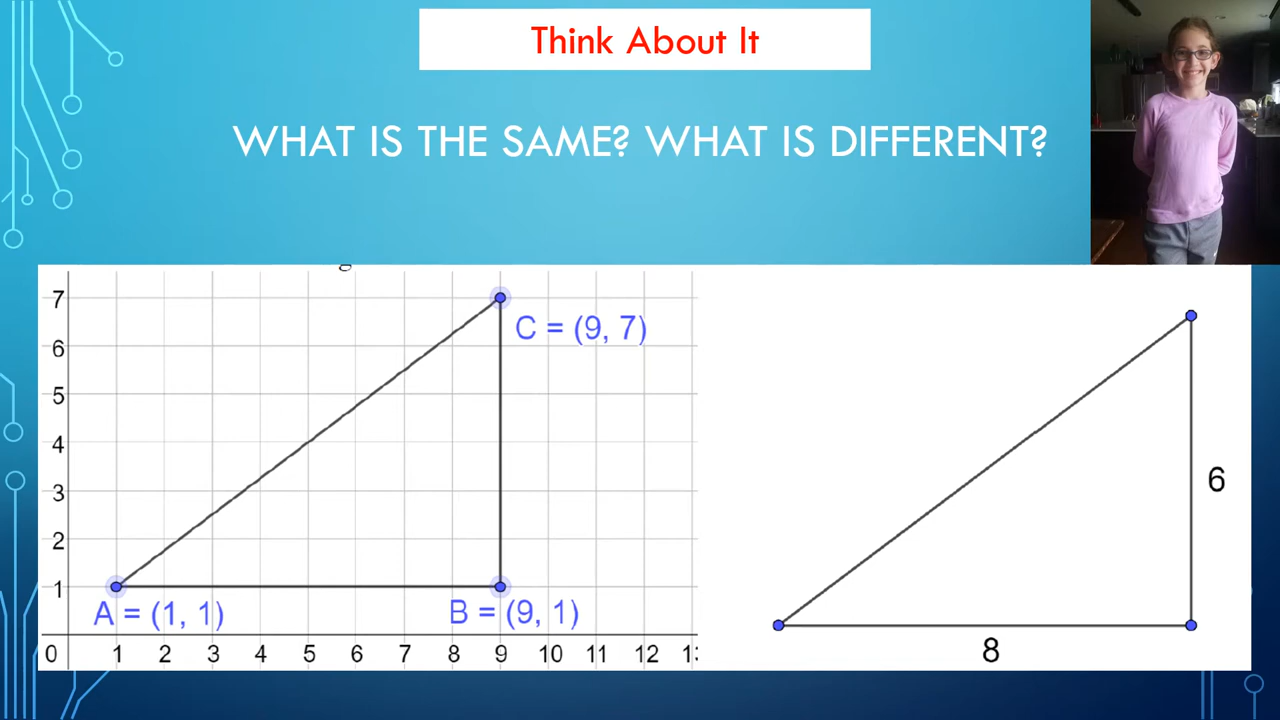 Think About It
WHAT IS THE SAME? WHAT IS DIFFERENT?
7
C = (9, 7)
6
5
4
3
2
1
A = (1, 1)
B = (9, 1)
0 1 2 3 4 5 6 7 8 9 10 11 12
6
8